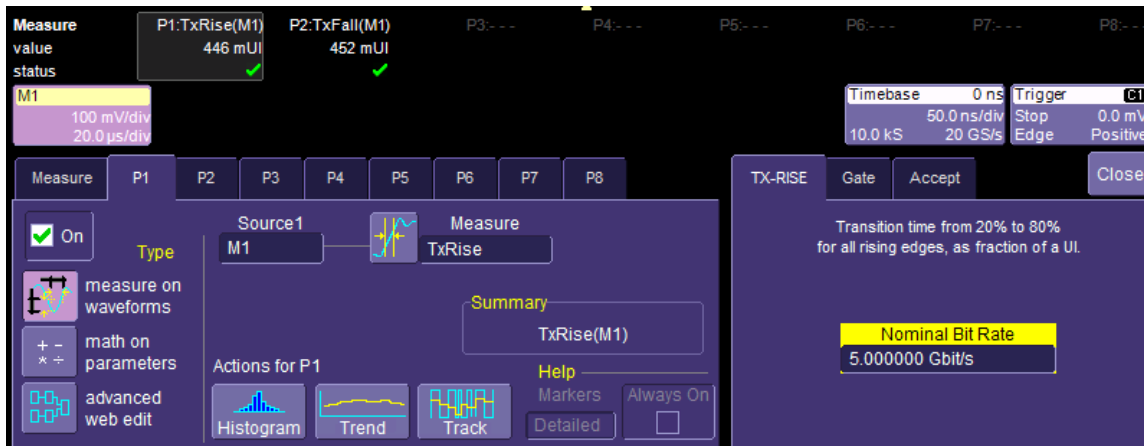 Measure P1:TxRise(M1) P2:TxFall(M1) P3:- - - P4:- - - P5:- - - P6:- - - P7:- - - P8:- - -
value 446 mUI 452 mUI
status
M1
100 mV/div
20.0 µs/div
Timebase 0 ns
50.0 ns/div
10.0 kS 20 GS/s
Trigger C1
Stop 0.0 mV
Edge Positive
Measure P1 P2 P3 P4 P5 P6 P7 P8
TX-RISE Gate Accept Close
On
Type
Source1
M1
Measure
TxRise
measure on
waveforms
math on
parameters
advanced
web edit
Summary
TxRise(M1)
Actions for P1
Histogram Trend Track
Help
Markers Always On
Detailed
Transition time from 20% to 80%
for all rising edges, as fraction of a UI.
Nominal Bit Rate
5.000000 Gbit/s